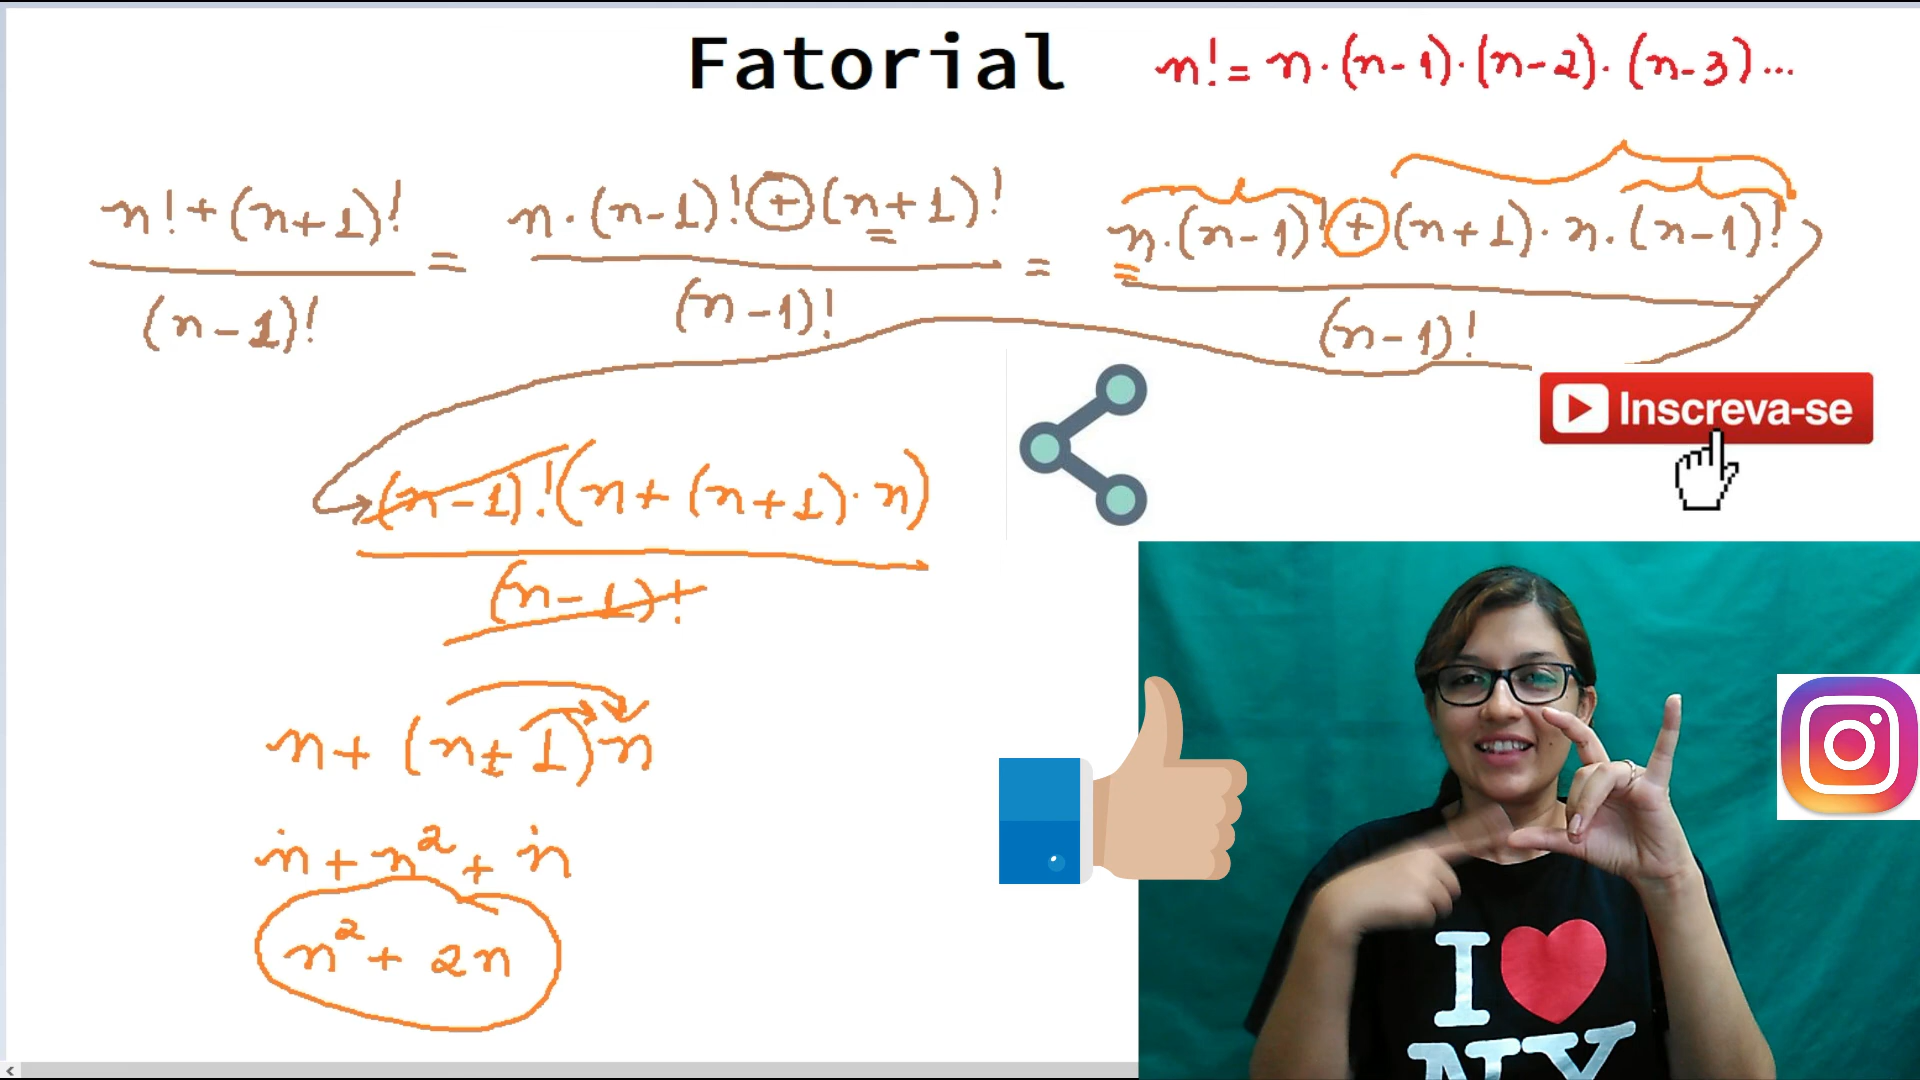 Fatorial
n! = n · (n-1) · (n-2) · (n-3) ...
n! + (n+1)! / (n-1)! = n · (n-1)! + (n+1)! / (n-1)! = n · (n-1)! + (n+1) · n · (n-1)! / (n-1)!
Inscreva-se
(n-1)! (n + (n+1) · n) / (n-1)!
n + (n+1) n
n + n² + n
n² + 2n
I
NY